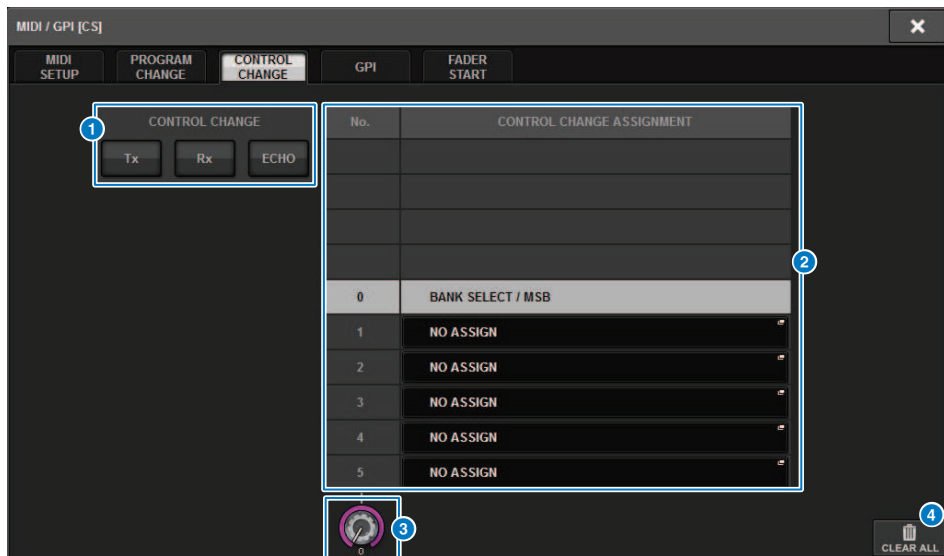 MIDI / GPI [CS]
MIDI SETUP
PROGRAM CHANGE
CONTROL CHANGE
GPI
FADER START
1
CONTROL CHANGE
Tx Rx ECHO
No. CONTROL CHANGE ASSIGNMENT
2
0 BANK SELECT / MSB
1 NO ASSIGN
2 NO ASSIGN
3 NO ASSIGN
4 NO ASSIGN
5 NO ASSIGN
3
0
4
CLEAR ALL